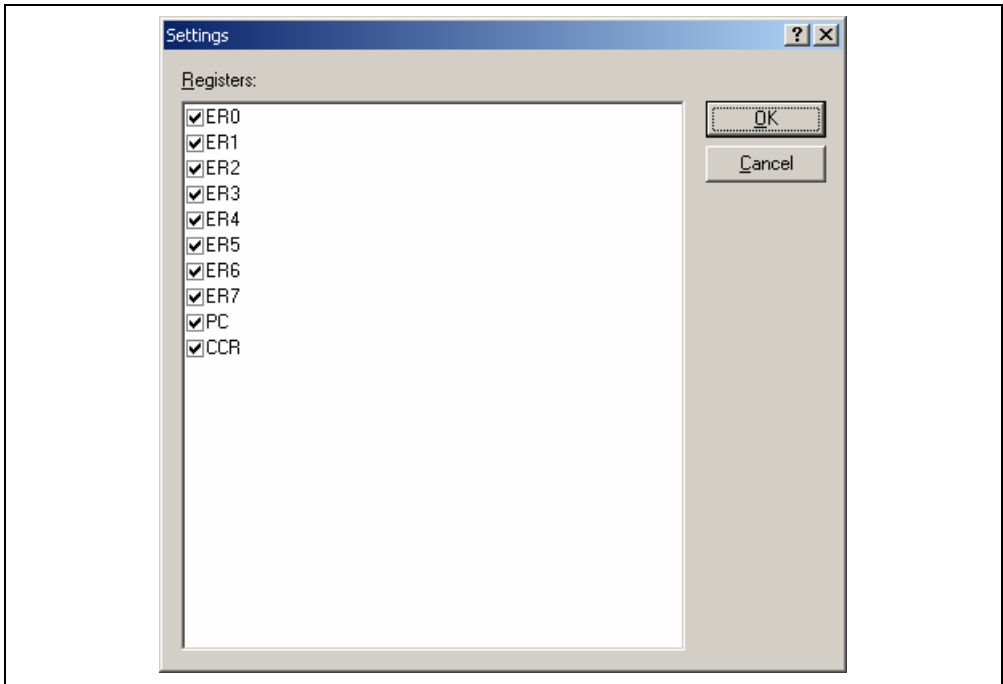 Settings
Registers:
ER0
ER1
ER2
ER3
ER4
ER5
ER6
ER7
PC
CCR
OK
Cancel